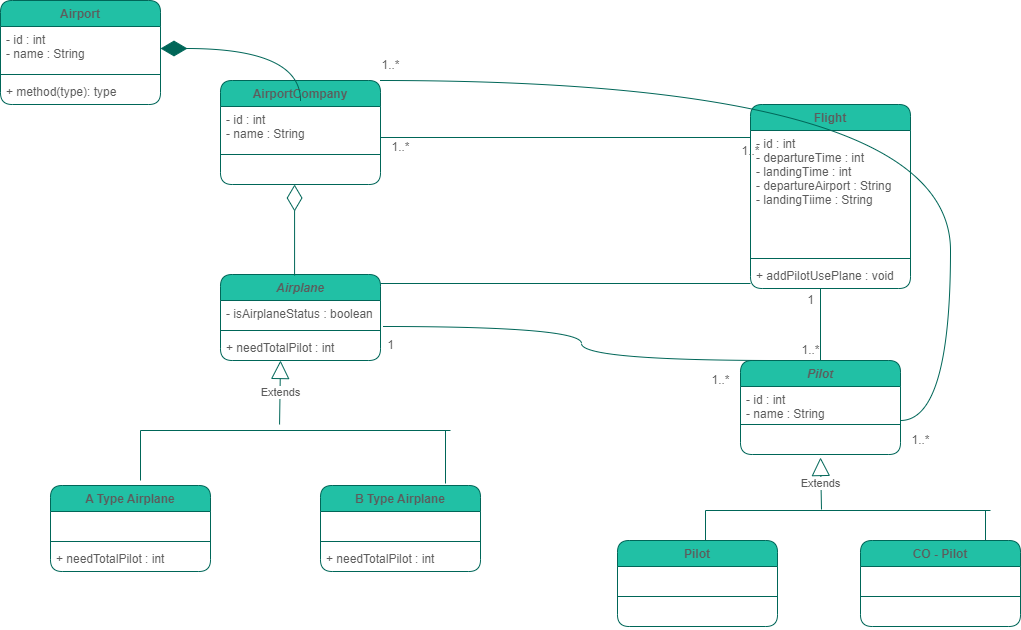 Airport
- id : int
- name : String
+ method(type): type
1..*
AirportCompany
- id : int
- name : String
1..*
1..*
Flight
- id : int
- departureTime : int
- landingTime : int
- departureAirport : String
- landingTiime : String
+ addPilotUsePlane : void
Airplane
- isAirplaneStatus : boolean
+ needTotalPilot : int
1
1
1..*
1..*
Pilot
- id : int
- name : String
1..*
Extends
Extends
A Type Airplane
+ needTotalPilot : int
B Type Airplane
+ needTotalPilot : int
Pilot
CO - Pilot